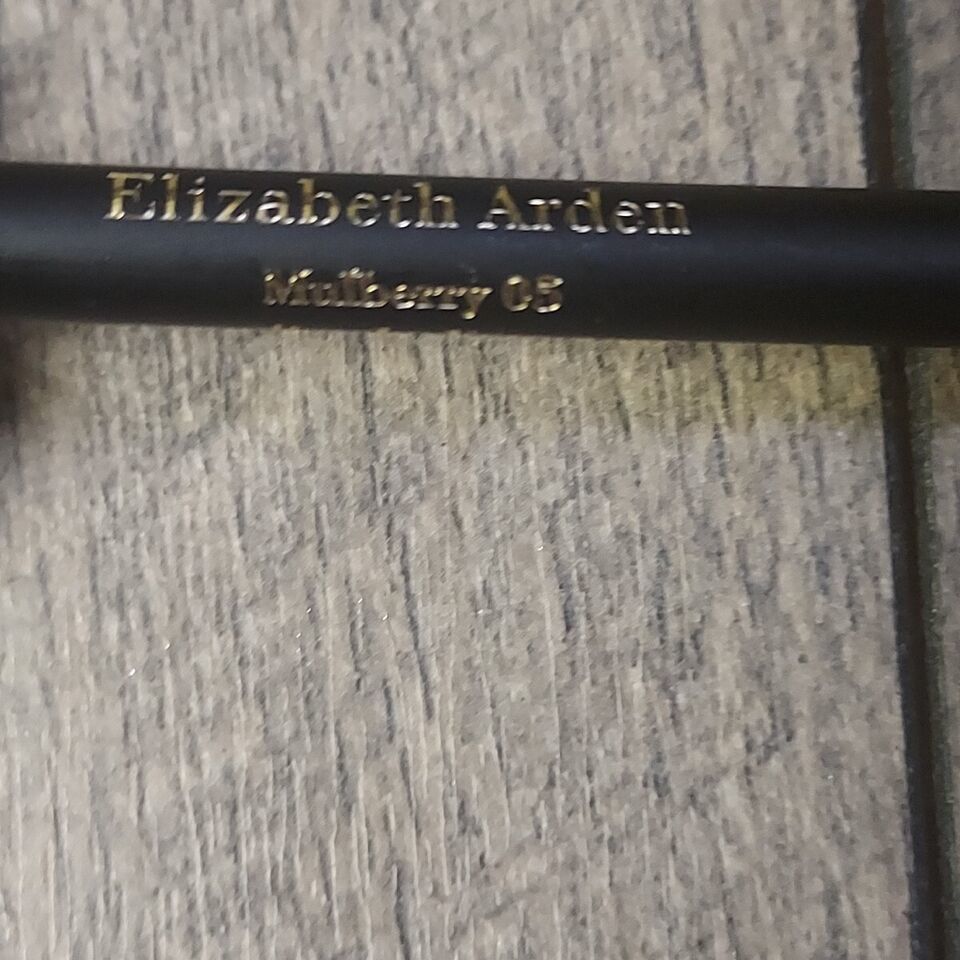 Elizabeth Arden
Mulberry 05